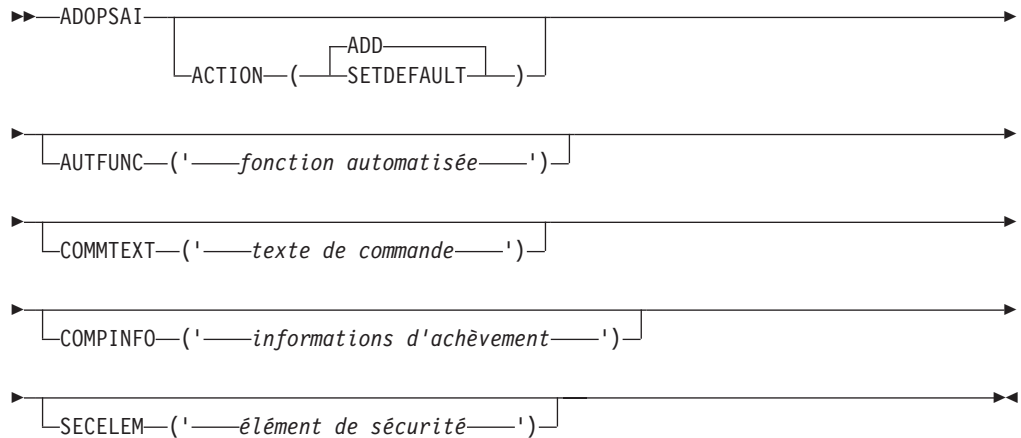 ADOPSAI
ADD
ACTION ( SETDEFAULT )
AUTFUNC (' fonction automatisée ')
COMMTEXT (' texte de commande ')
COMPINFO (' informations d'achèvement ')
SECELEM (' élément de sécurité ')